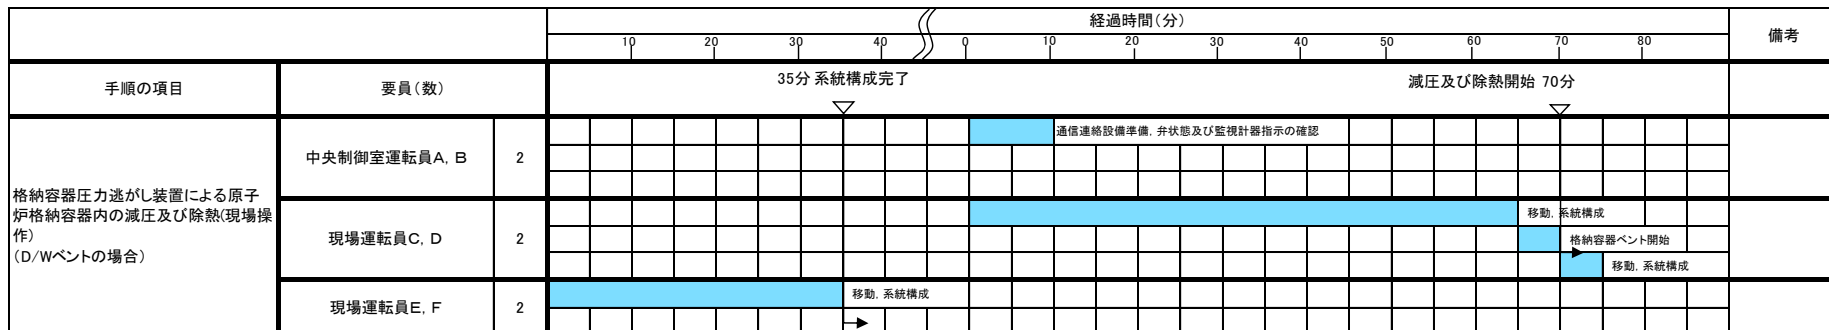 経過時間(分)
備考
10 20 30 40 0 10 20 30 40 50 60 70 80
手順の項目
要員(数)
35分 系統構成完了
減圧及び除熱開始 70分
格納容器圧力逃がし装置による原子
炉格納容器内の減圧及び除熱(現場操
作)
(D/Wベントの場合)
中央制御室運転員A, B
2
通信連絡設備準備, 弁状態及び監視計器指示の確認
現場運転員C, D
2
移動, 系統構成
格納容器ベント開始
移動, 系統構成
現場運転員E, F
2
移動, 系統構成